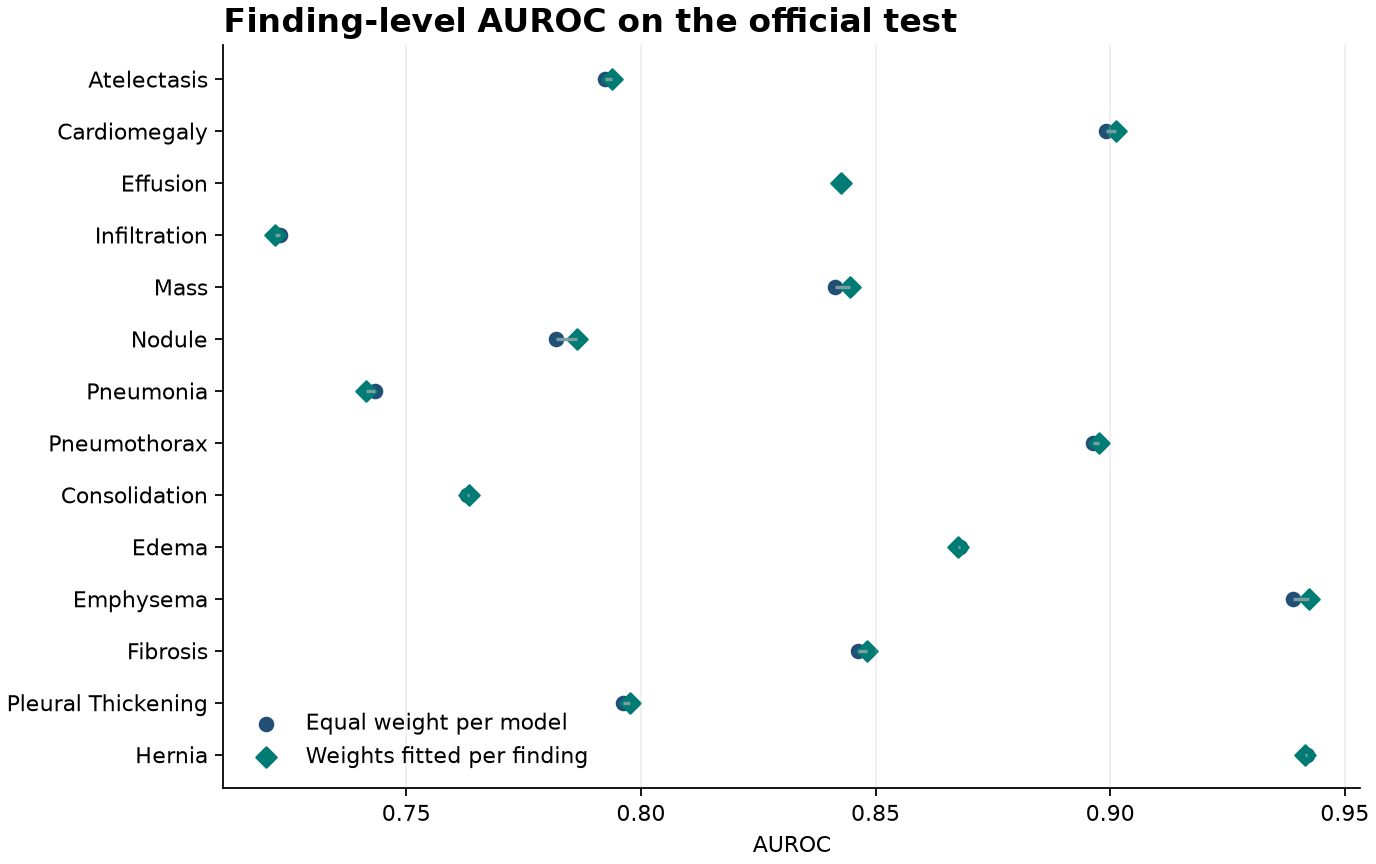 Finding-level AUROC on the official test
Atelectasis
Cardiomegaly
Effusion
Infiltration
Mass
Nodule
Pneumonia
Pneumothorax
Consolidation
Edema
Emphysema
Fibrosis
Pleural Thickening
Hernia
Equal weight per model
Weights fitted per finding
0.75 0.80 0.85 0.90 0.95
AUROC